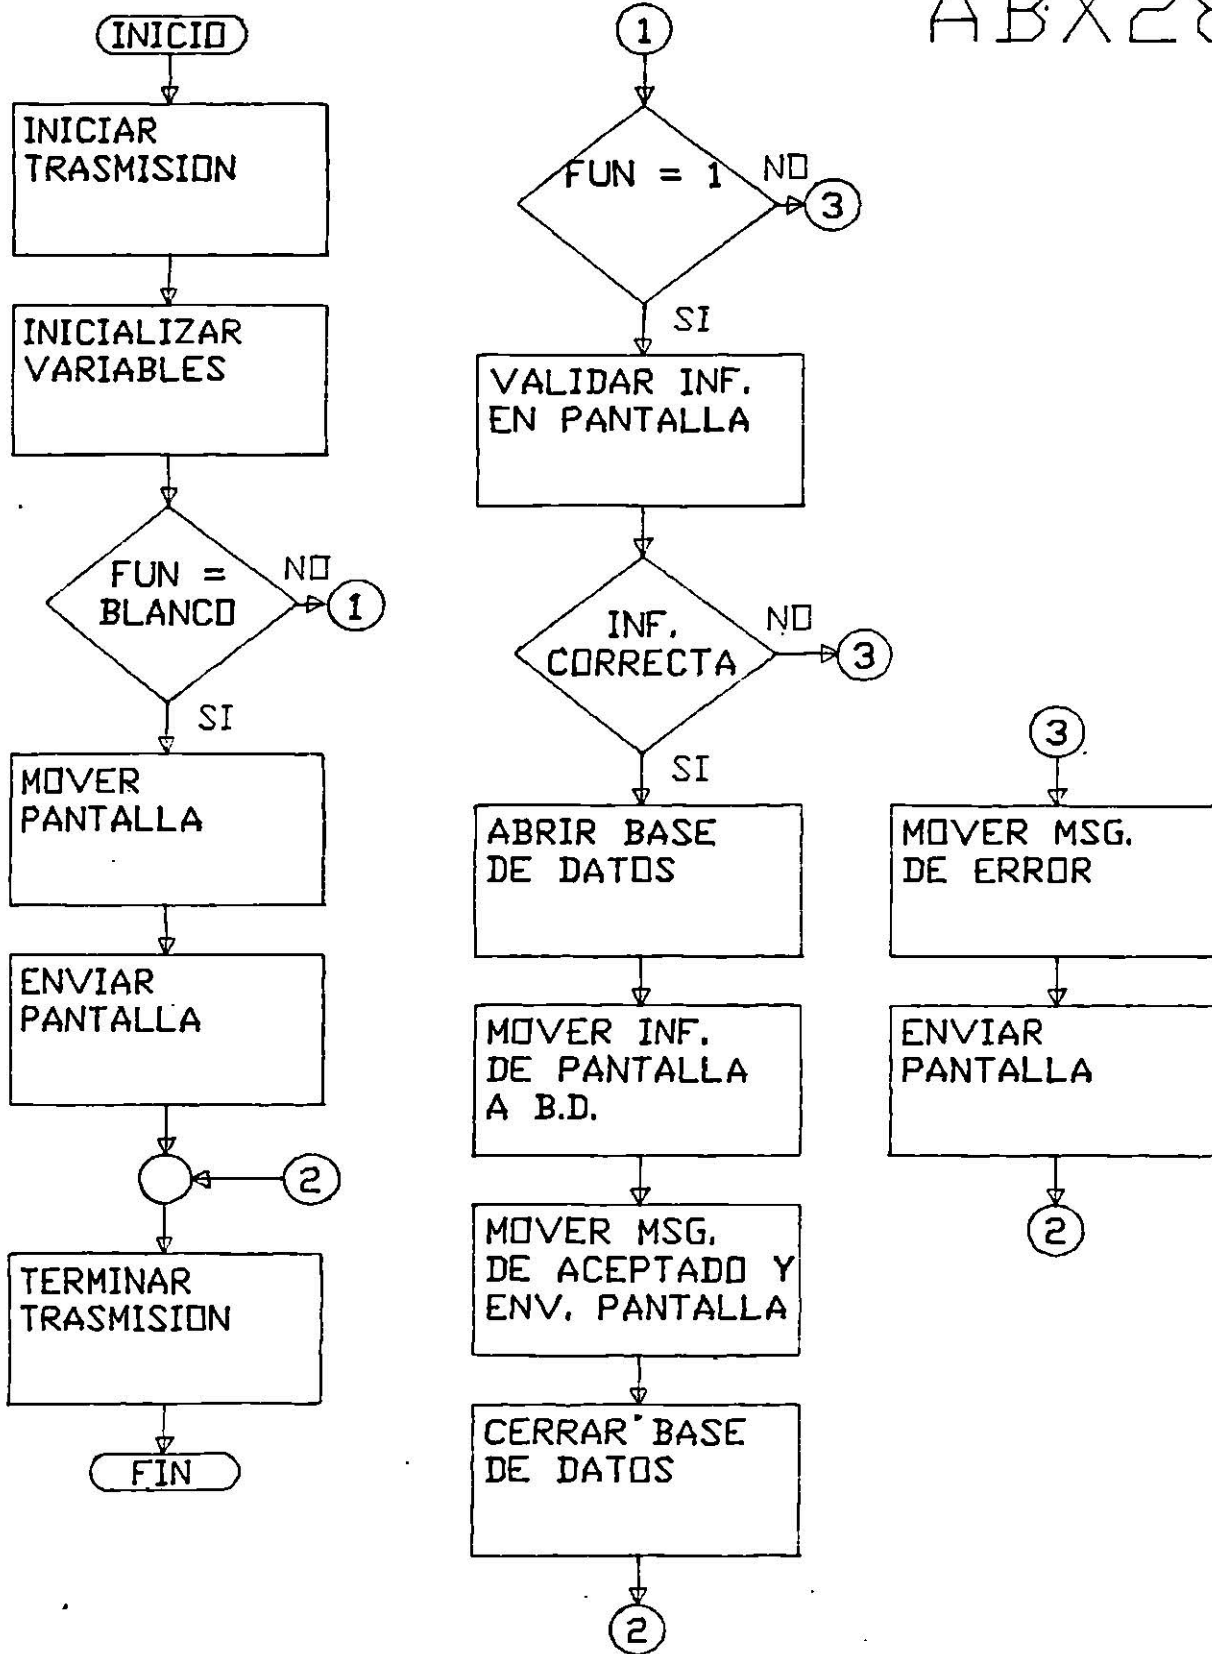 INICIO
INICIAR
TRASMISION
INICIALIZAR
VARIABLES
FUN =
BLANCO
NO
1
SI
MOVER
PANTALLA
ENVIAR
PANTALLA
2
TERMINAR
TRASMISION
FIN
1
FUN = 1
NO
3
SI
VALIDAR INF.
EN PANTALLA
INF.
CORRECTA
NO
3
SI
ABRIR BASE
DE DATOS
MOVER INF.
DE PANTALLA
A B.D.
MOVER MSG.
DE ACEPTADO Y
ENV. PANTALLA
CERRAR BASE
DE DATOS
2
3
MOVER MSG.
DE ERROR
ENVIAR
PANTALLA
2